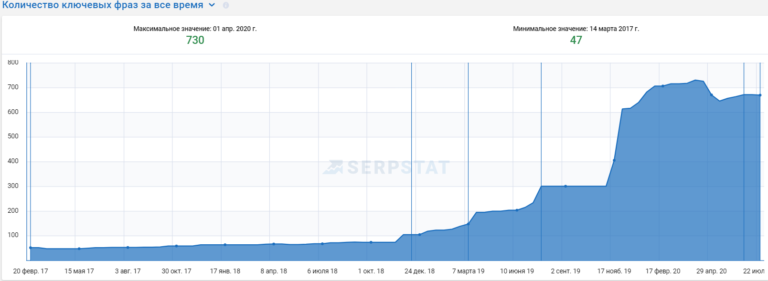 Количество ключевых фраз за все время
Максимальное значение: 01 апр. 2020 г.
730
Минимальное значение: 14 марта 2017 г.
47
800
700
600
500
400
300
200
100
SERPSTAT
20 февр. 17 15 мая 17 3 авг. 17 30 окт. 17 17 янв. 18 8 апр. 18 6 июля 18 1 окт. 18 24 дек. 18 7 марта 19 10 июня 19 2 сент. 19 17 нояб. 19 17 февр. 20 29 апр. 20 22 июл